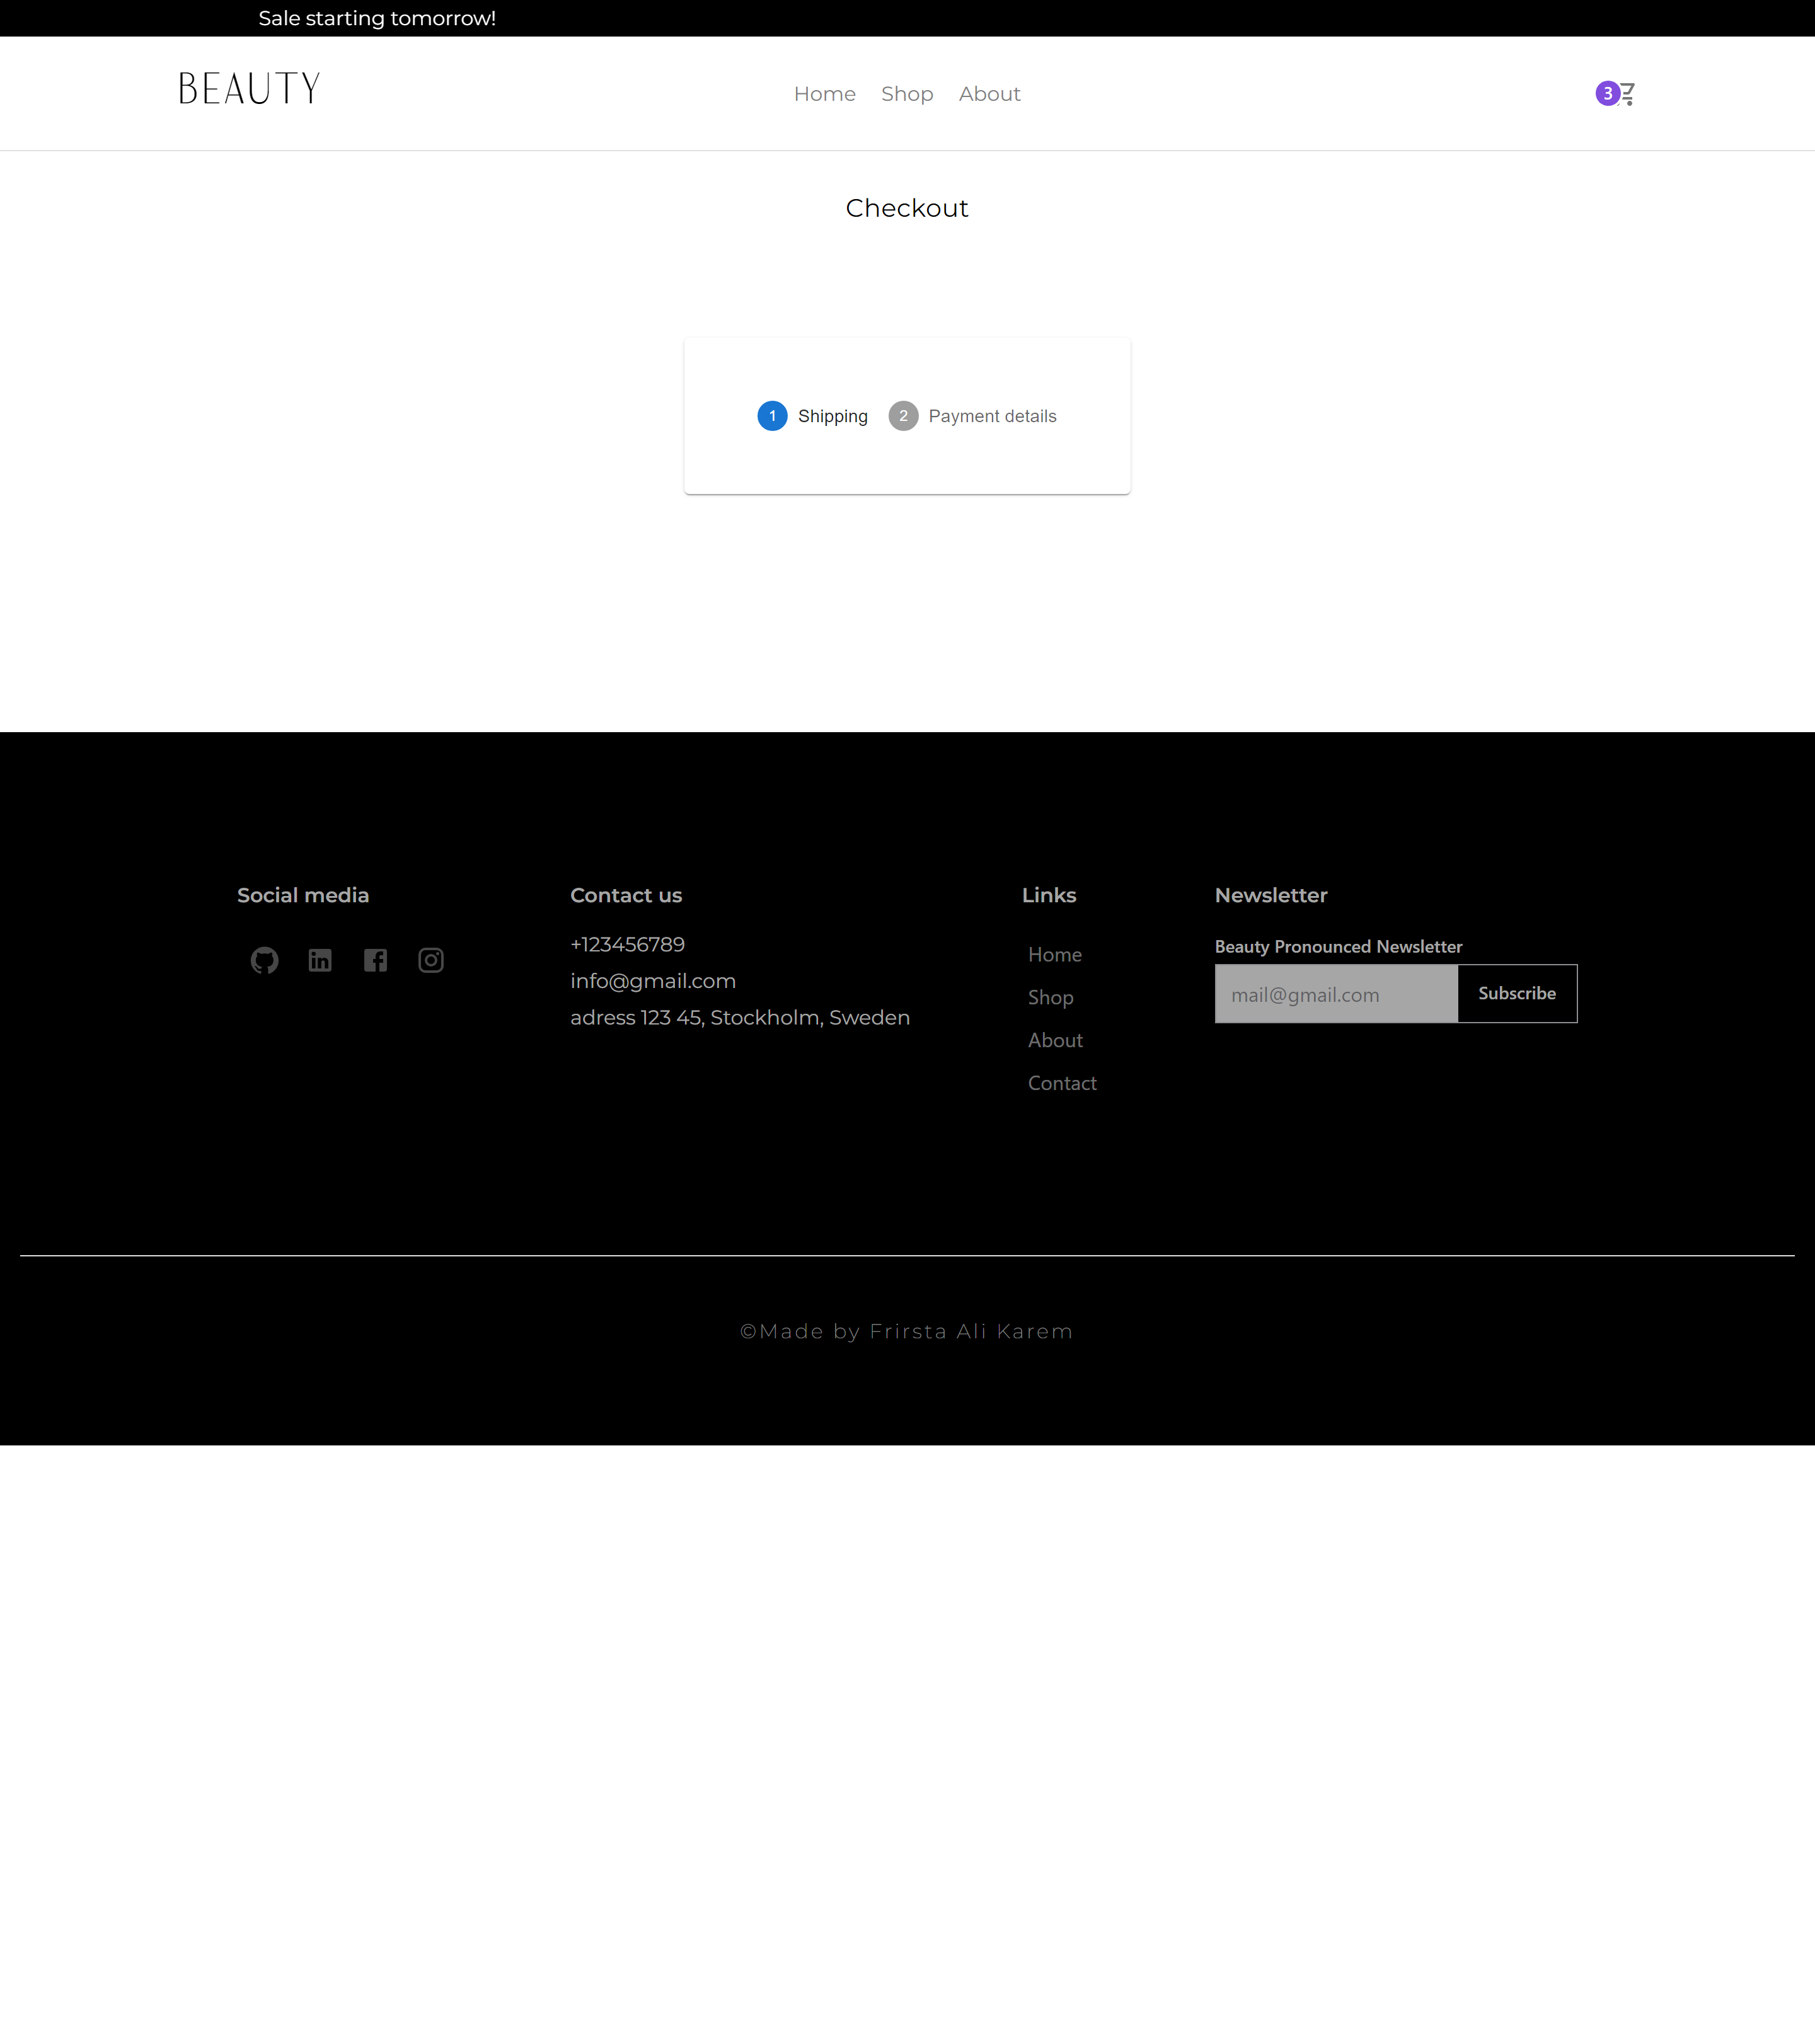 Sale starting tomorrow!
BEAUTY
Home Shop About
3
Checkout
1 Shipping 2 Payment details
Social media
Contact us
+123456789
info@gmail.com
adress 123 45, Stockholm, Sweden
Links
Home
Shop
About
Contact
Newsletter
Beauty Pronounced Newsletter
mail@gmail.com Subscribe
©Made by Frirsta Ali Karem